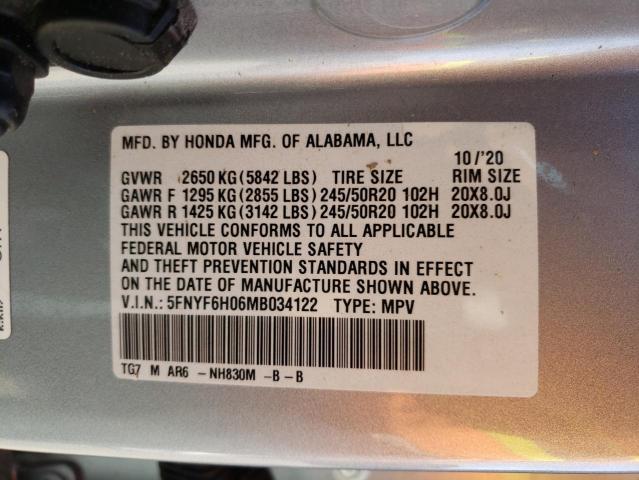 MFD. BY HONDA MFG. OF ALABAMA, LLC
10/'20
GVWR 2650 KG (5842 LBS) TIRE SIZE RIM SIZE
GAWR F 1295 KG (2855 LBS) 245/50R20 102H 20X8.0J
GAWR R 1425 KG (3142 LBS) 245/50R20 102H 20X8.0J
THIS VEHICLE CONFORMS TO ALL APPLICABLE
FEDERAL MOTOR VEHICLE SAFETY
AND THEFT PREVENTION STANDARDS IN EFFECT
ON THE DATE OF MANUFACTURE SHOWN ABOVE.
V.I.N.: 5FNYF6H06MB034122 TYPE: MPV
TG7 M AR6 -NH830M -B-B